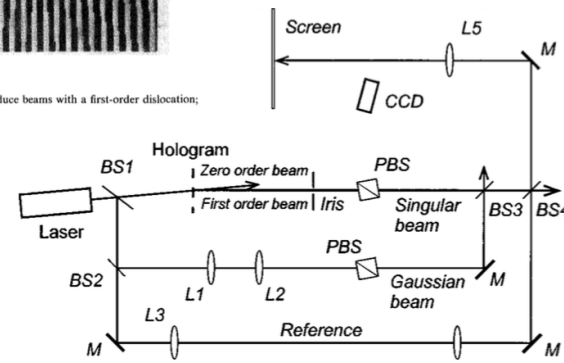 duce beams with a first-order dislocation;
Screen
L5
M
CCD
Hologram
BS1
Zero order beam
PBS
First order beam
Iris
Singular
beam
BS3
BS4
Laser
PBS
BS2
L1
L2
Gaussian
beam
M
L3
Reference
M
M